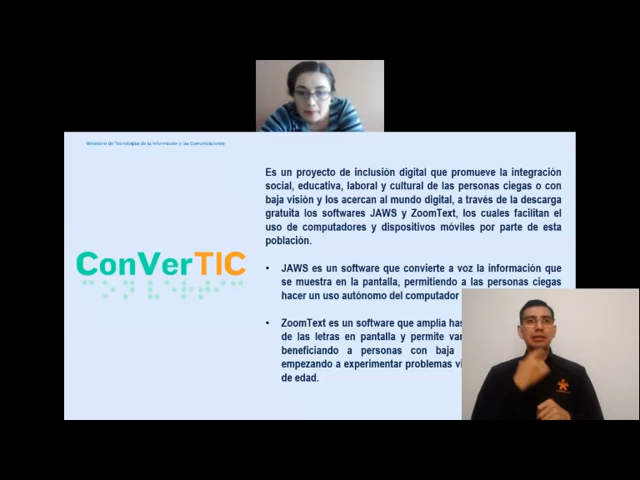 Ministerio de Tecnologías de la Información y las Comunicaciones
Es un proyecto de inclusión digital que promueve la integración
social, educativa, laboral y cultural de las personas ciegas o con
baja visión y los acercan al mundo digital, a través de la descarga
gratuita los softwares JAWS y ZoomText, los cuales facilitan el
uso de computadores y dispositivos móviles por parte de esta
población.
ConVerTIC
• JAWS es un software que convierte a voz la información que
se muestra en la pantalla, permitiendo a las personas ciegas
hacer un uso autónomo del computador
• ZoomText es un software que amplia has
de las letras en pantalla y permite var
beneficiando a personas con baja
empezando a experimentar problemas vi
de edad.